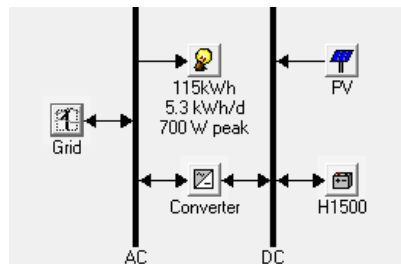 115kWh
5.3 kWh/d
700 W peak
PV
Grid
Converter
H1500
AC
DC